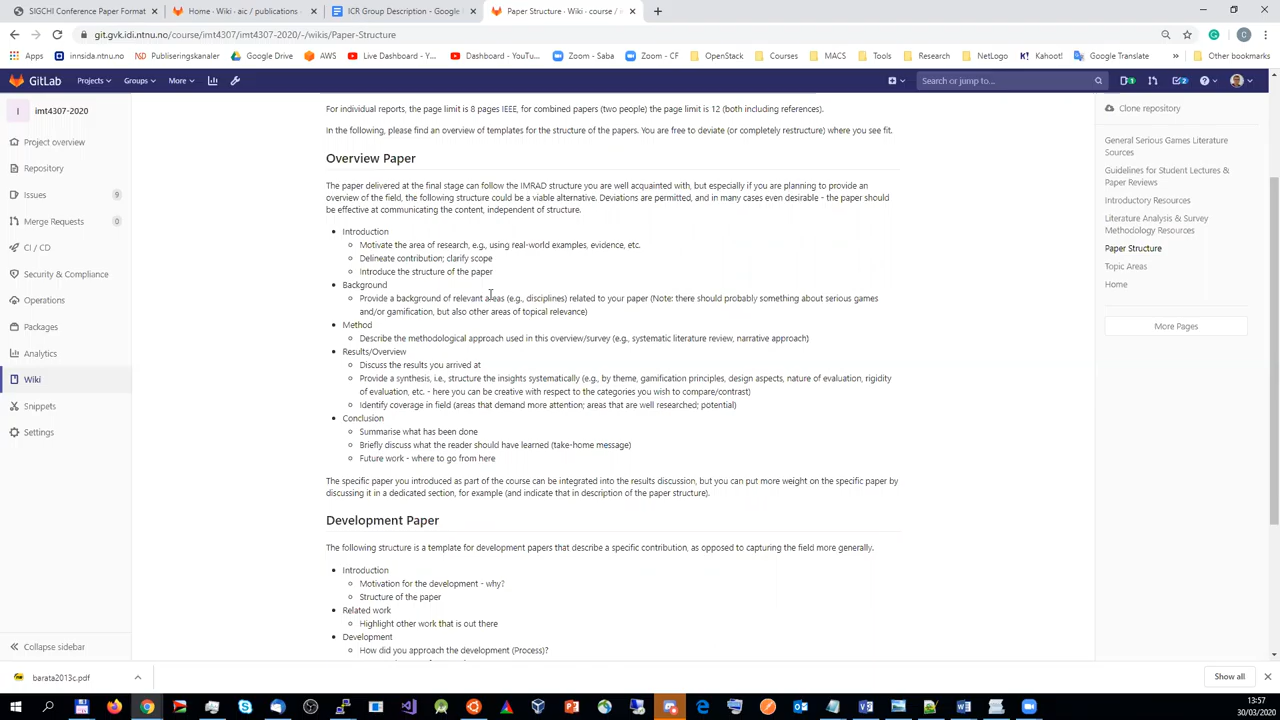 SIGCHI Conference Paper Format
Home · Wiki · aic / publications ·
ICR Group Description - Google
Paper Structure · Wiki · course /
git.gvk.idi.ntnu.no/course/imt4307/imt4307-2020/-/wikis/Paper-Structure
Apps
innsida.ntnu.no
Publiseringskanaler
Google Drive
AWS
Live Dashboard - Yo...
Dashboard - YouTu...
Zoom - Saba
Zoom - CF
OpenStack
Courses
MACS
Tools
Research
NetLogo
Kahoot!
Google Translate
»
Other bookmarks
GitLab
Projects
Groups
More
Search or jump to...
I imt4307-2020
Project overview
Repository
Issues 9
Merge Requests 0
CI / CD
Security & Compliance
Operations
Packages
Analytics
Wiki
Snippets
Settings
Collapse sidebar
For individual reports, the page limit is 8 pages IEEE, for combined papers (two people) the page limit is 12 (both including references).
In the following, please find an overview of templates for the structure of the papers. You are free to deviate (or completely restructure) where you see fit.
Overview Paper
The paper delivered at the final stage can follow the IMRAD structure you are well acquainted with, but especially if you are planning to provide an
overview of the field, the following structure could be a viable alternative. Deviations are permitted, and in many cases even desirable - the paper should
be effective at communicating the content, independent of structure.
Introduction
Motivate the area of research, e.g., using real-world examples, evidence, etc.
Delineate contribution; clarify scope
Introduce the structure of the paper
Background
Provide a background of relevant areas (e.g., disciplines) related to your paper (Note: there should probably something about serious games
and/or gamification, but also other areas of topical relevance)
Method
Describe the methodological approach used in this overview/survey (e.g., systematic literature review, narrative approach)
Results/Overview
Discuss the results you arrived at
Provide a synthesis, i.e., structure the insights systematically (e.g., by theme, gamification principles, design aspects, nature of evaluation, rigidity
of evaluation, etc. - here you can be creative with respect to the categories you wish to compare/contrast)
Identify coverage in field (areas that demand more attention; areas that are well researched; potential)
Conclusion
Summarise what has been done
Briefly discuss what the reader should have learned (take-home message)
Future work - where to go from here
The specific paper you introduced as part of the course can be integrated into the results discussion, but you can put more weight on the specific paper by
discussing it in a dedicated section, for example (and indicate that in description of the paper structure).
Development Paper
The following structure is a template for development papers that describe a specific contribution, as opposed to capturing the field more generally.
Introduction
Motivation for the development - why?
Structure of the paper
Related work
Highlight other work that is out there
Development
How did you approach the development (Process)?
Clone repository
General Serious Games Literature
Sources
Guidelines for Student Lectures &
Paper Reviews
Introductory Resources
Literature Analysis & Survey
Methodology Resources
Paper Structure
Topic Areas
Home
More Pages
barata2013c.pdf
Show all
13:57
30/03/2020